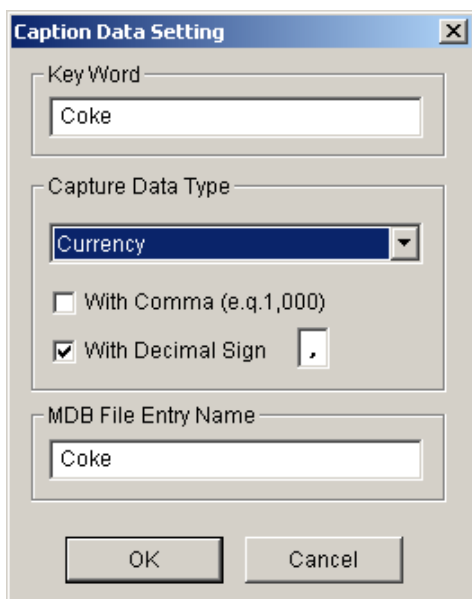 Caption Data Setting
Key Word
Coke
Capture Data Type
Currency
With Comma (e.q.1,000)
With Decimal Sign ,
MDB File Entry Name
Coke
OK Cancel